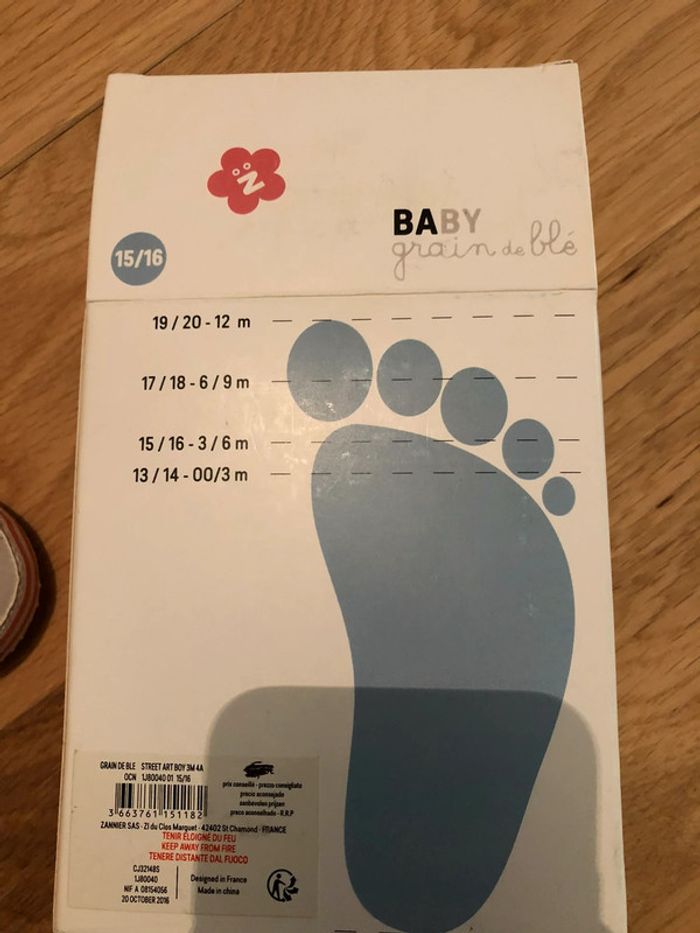 Z
BABY
grain de blé
15/16
19 / 20 - 12 m
17 / 18 - 6 / 9 m
15 / 16 - 3 / 6 m
13 / 14 - 00/3 m
GRAIN DE BLE STREET ART BOY 3M 4A
OCN 1J80040 01 15/16
3 663761 151182
prix conseillé - prezzo consigliato
precio aconsejado
aanbevolen prijzen
preco aconselhado - R.R.P
ZANNIER SAS - ZI du Clos Marquet - 42402 St Chamond - FRANCE
TENIR ÉLOIGNÉ DU FEU
KEEP AWAY FROM FIRE
TENERE DISTANTE DAL FUOCO
CJ32148S
1J80040
NIF A 08154056
20 OCTOBER 2016
Designed in France
Made in china